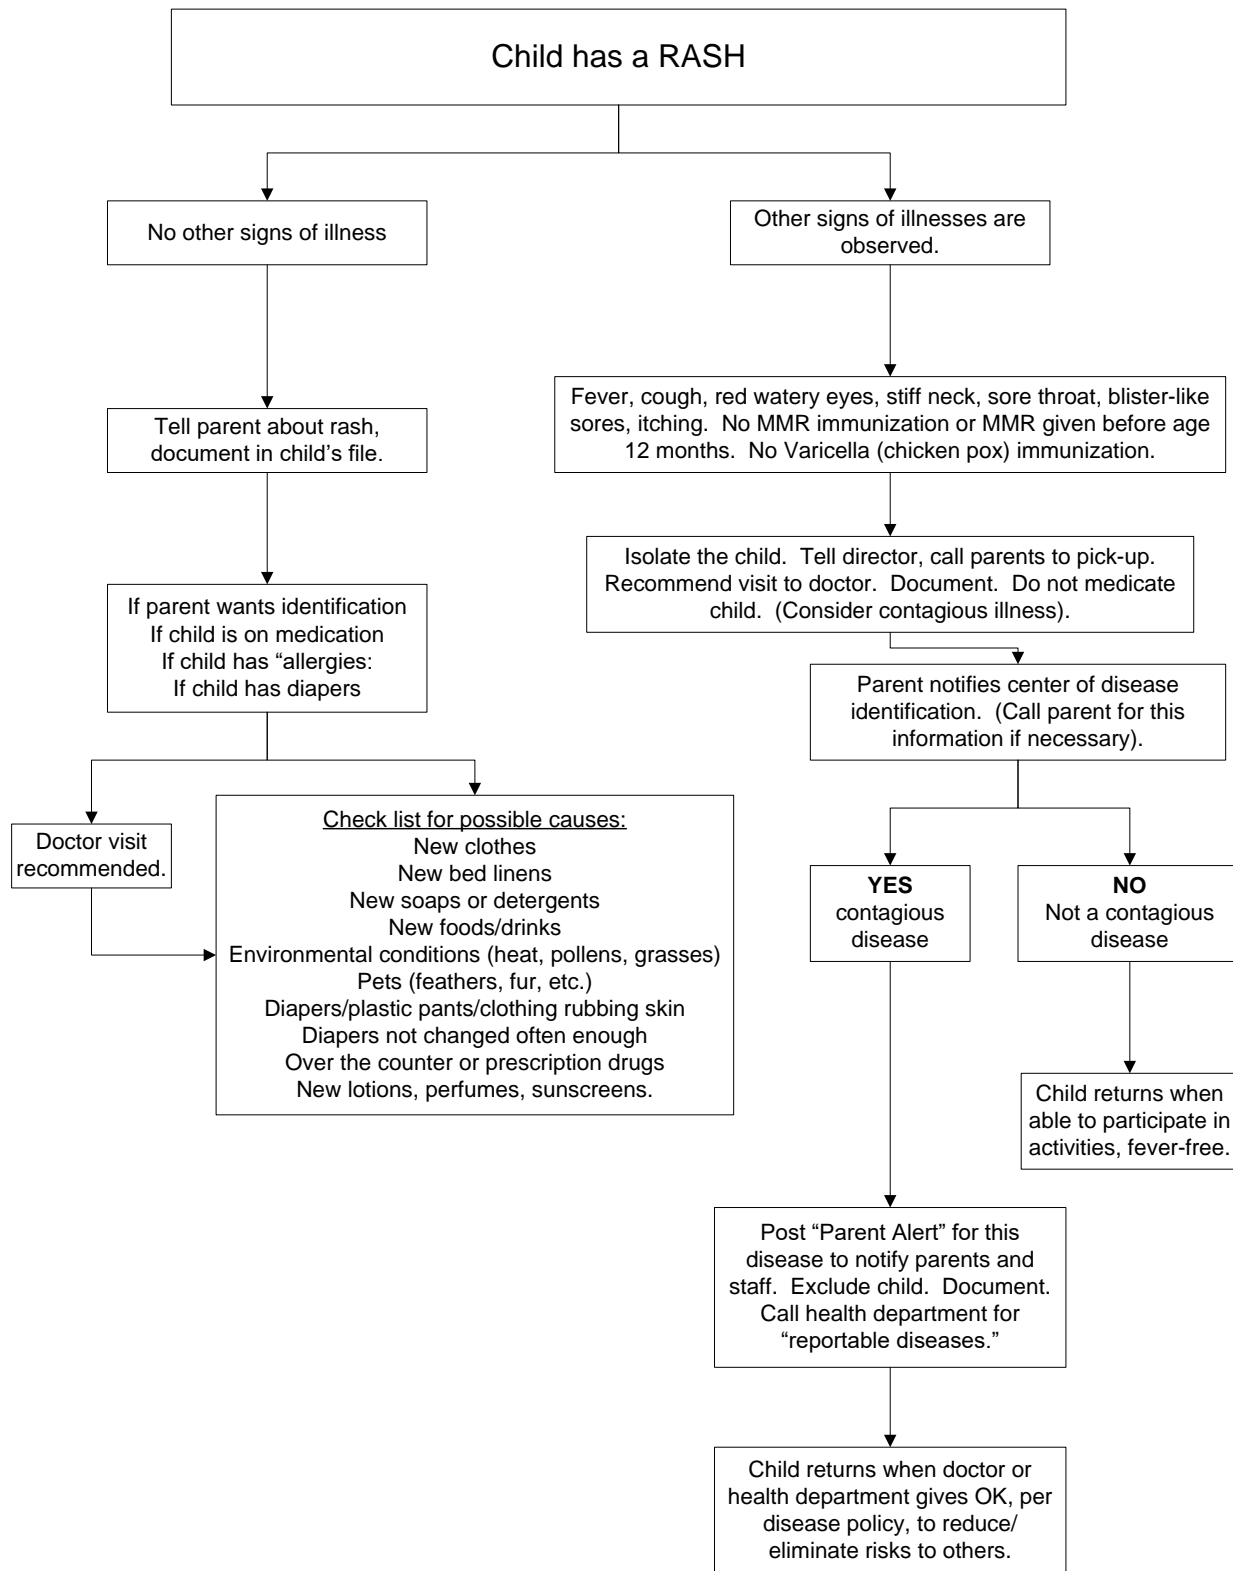 Child has a RASH
No other signs of illness
Other signs of illnesses are
observed.
Tell parent about rash,
document in child’s file.
Fever, cough, red watery eyes, stiff neck, sore throat, blister-like
sores, itching.  No MMR immunization or MMR given before age
12 months.  No Varicella (chicken pox) immunization.
Isolate the child.  Tell director, call parents to pick-up.
Recommend visit to doctor.  Document.  Do not medicate
child.  (Consider contagious illness).
If parent wants identification
If child is on medication
If child has “allergies:
If child has diapers
Parent notifies center of disease
identification.  (Call parent for this
information if necessary).
Doctor visit
recommended.
Check list for possible causes:
New clothes
New bed linens
New soaps or detergents
New foods/drinks
Environmental conditions (heat, pollens, grasses)
Pets (feathers, fur, etc.)
Diapers/plastic pants/clothing rubbing skin
Diapers not changed often enough
Over the counter or prescription drugs
New lotions, perfumes, sunscreens.
YES
contagious
disease
NO
Not a contagious
disease
Child returns when
able to participate in
activities, fever-free.
Post “Parent Alert” for this
disease to notify parents and
staff.  Exclude child.  Document.
Call health department for
“reportable diseases.”
Child returns when doctor or
health department gives OK, per
disease policy, to reduce/
eliminate risks to others.